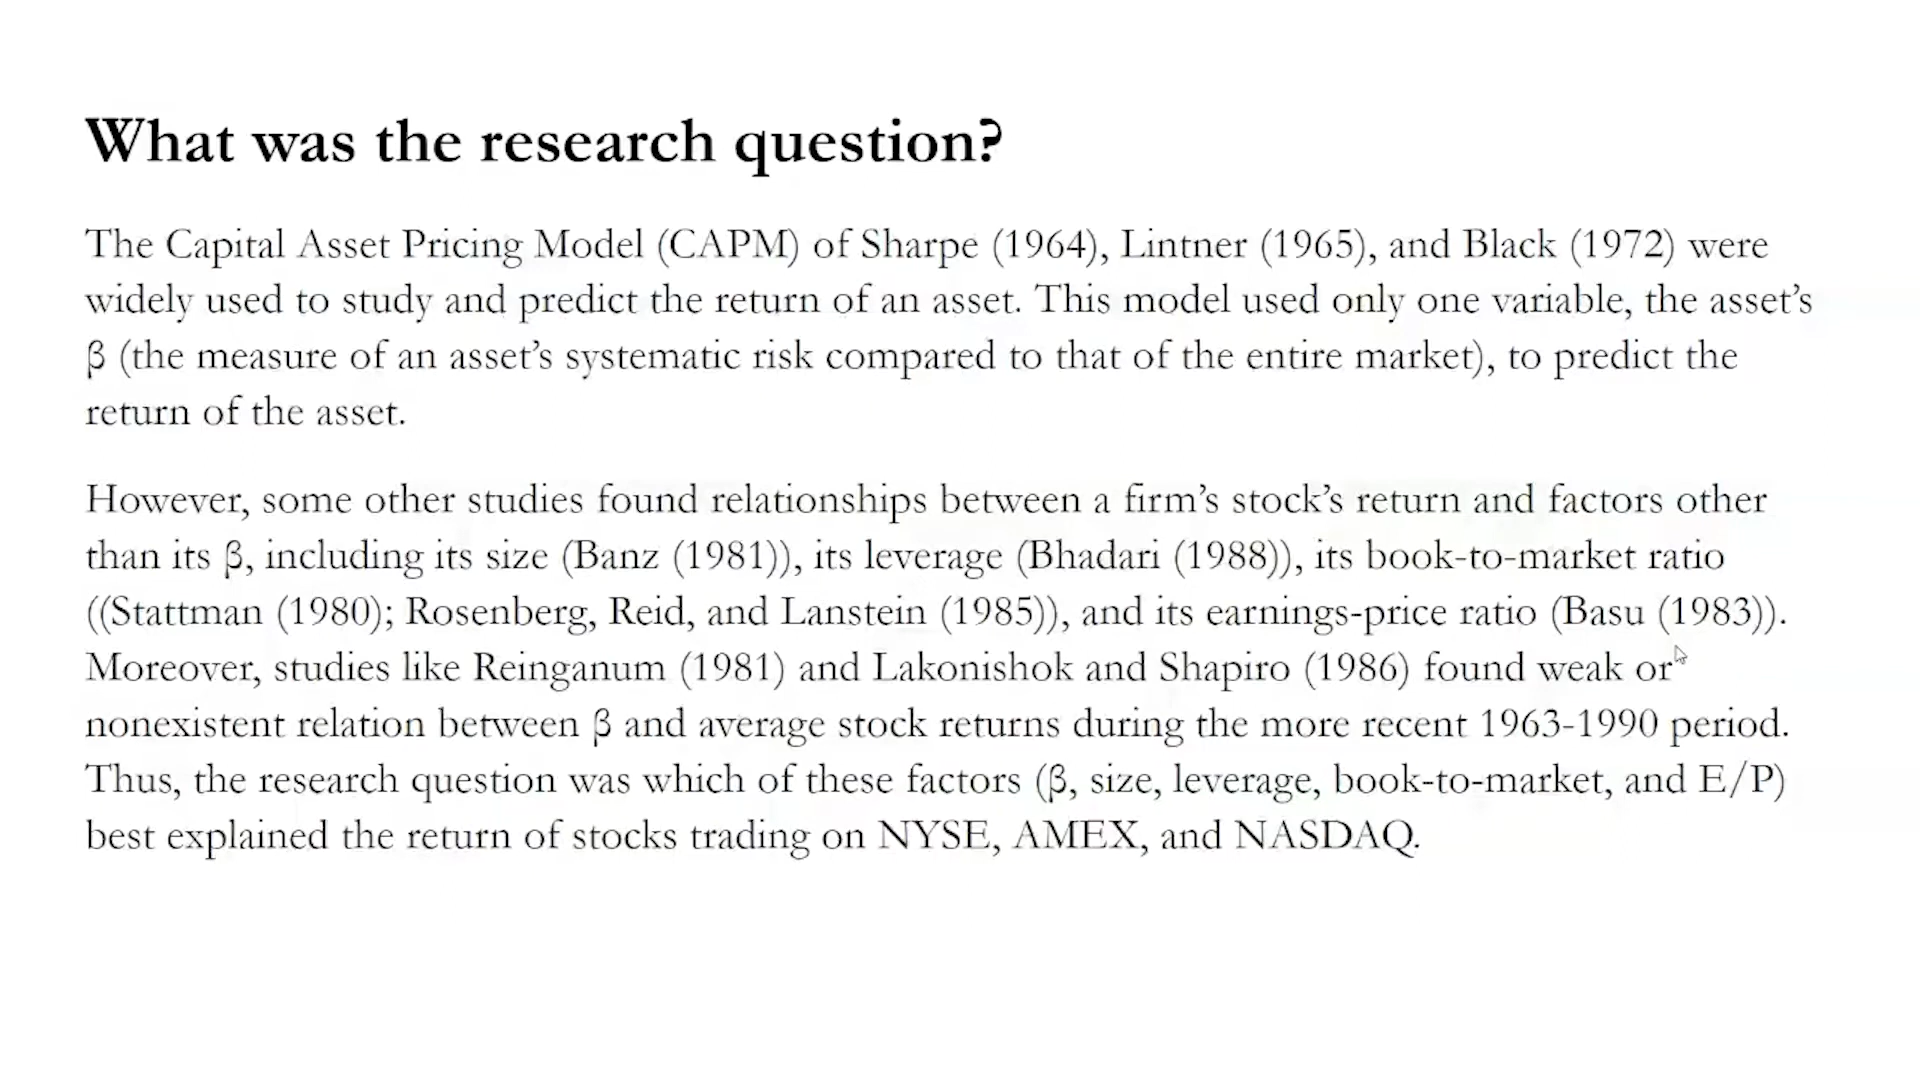 What was the research question?
The Capital Asset Pricing Model (CAPM) of Sharpe (1964), Lintner (1965), and Black (1972) were
widely used to study and predict the return of an asset. This model used only one variable, the asset’s
β (the measure of an asset’s systematic risk compared to that of the entire market), to predict the
return of the asset.
However, some other studies found relationships between a firm’s stock’s return and factors other
than its β, including its size (Banz (1981)), its leverage (Bhadari (1988)), its book-to-market ratio
((Stattman (1980); Rosenberg, Reid, and Lanstein (1985)), and its earnings-price ratio (Basu (1983)).
Moreover, studies like Reinganum (1981) and Lakonishok and Shapiro (1986) found weak or
nonexistent relation between β and average stock returns during the more recent 1963-1990 period.
Thus, the research question was which of these factors (β, size, leverage, book-to-market, and E/P)
best explained the return of stocks trading on NYSE, AMEX, and NASDAQ.